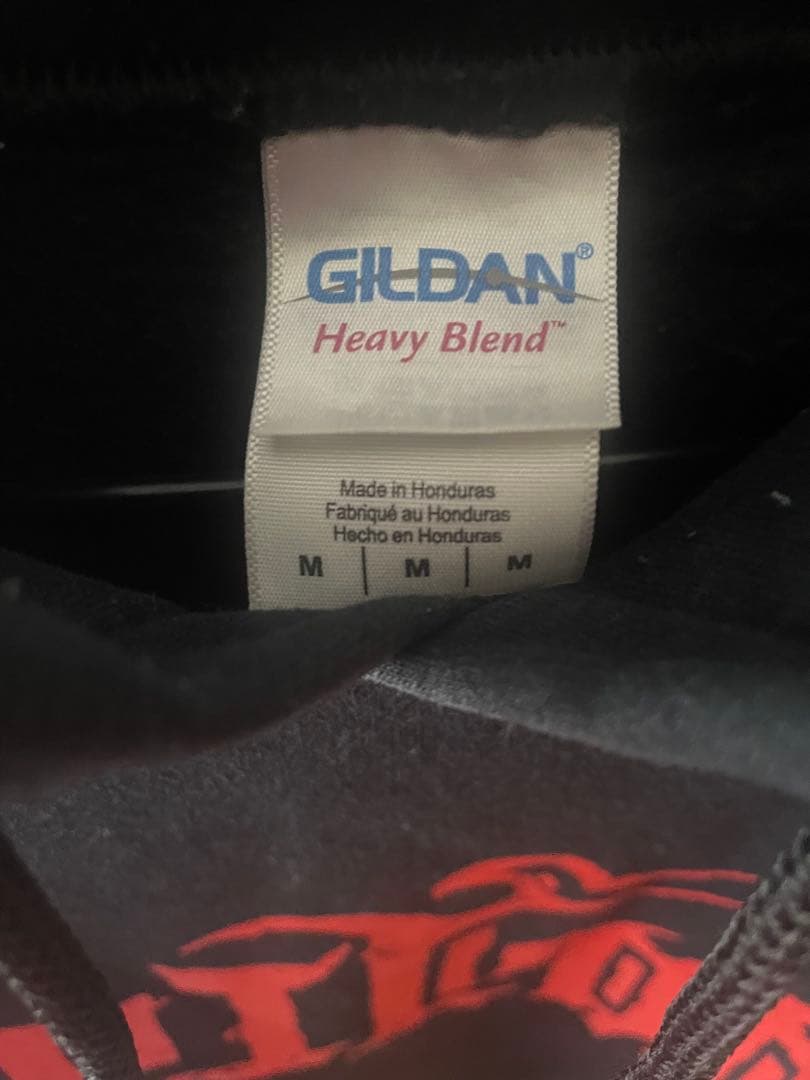 GILDAN®
Heavy Blend™
Made in Honduras
Fabriqué au Honduras
Hecho en Honduras
M | M | M